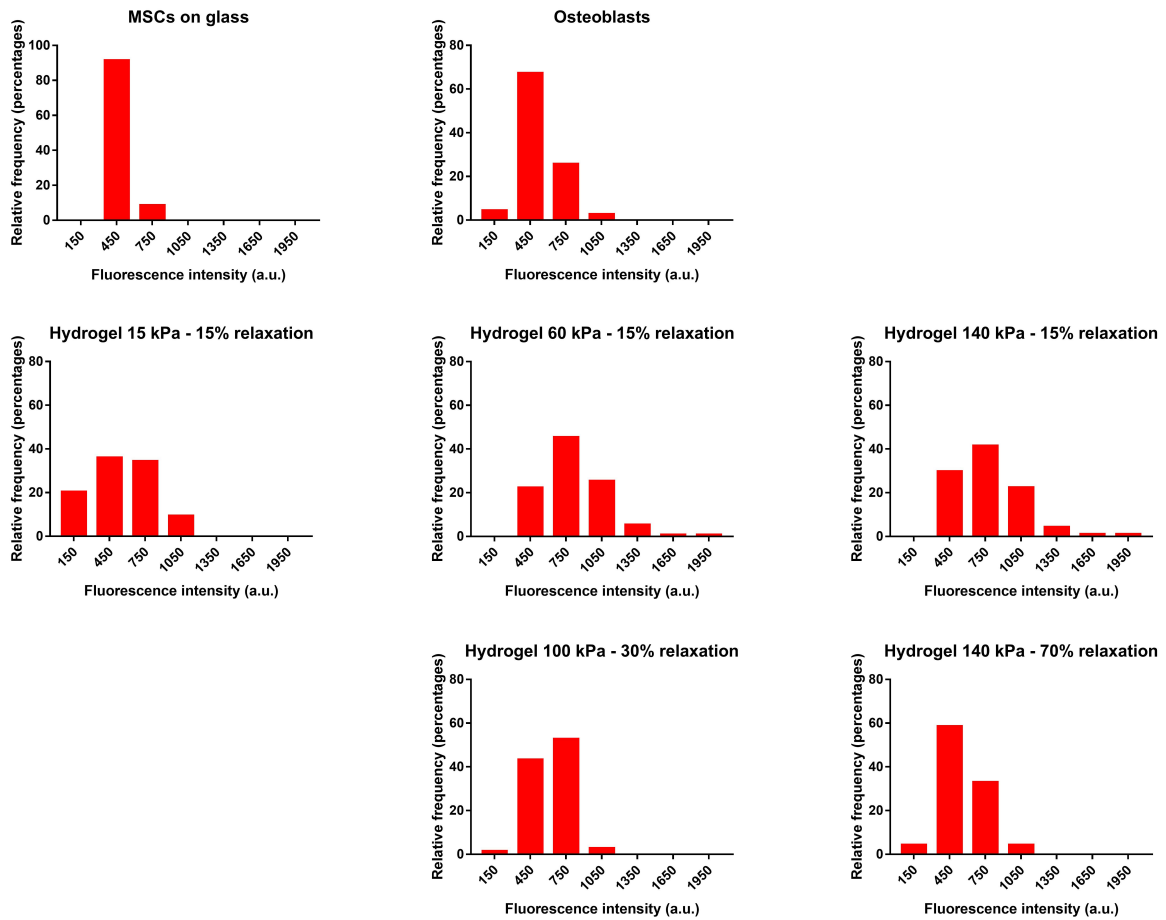 MSCs on glass
Relative frequency (percentages)
100
80
60
40
20
0
150 450 750 1050 1350 1650 1950
Fluorescence intensity (a.u.)
Osteoblasts
Relative frequency (percentages)
80
60
40
20
0
150 450 750 1050 1350 1650 1950
Fluorescence intensity (a.u.)
Hydrogel 15 kPa - 15% relaxation
Relative frequency (percentages)
80
60
40
20
0
150 450 750 1050 1350 1650 1950
Fluorescence intensity (a.u.)
Hydrogel 60 kPa - 15% relaxation
Relative frequency (percentages)
80
60
40
20
0
150 450 750 1050 1350 1650 1950
Fluorescence intensity (a.u.)
Hydrogel 140 kPa - 15% relaxation
Relative frequency (percentages)
80
60
40
20
0
150 450 750 1050 1350 1650 1950
Fluorescence intensity (a.u.)
Hydrogel 100 kPa - 30% relaxation
Relative frequency (percentages)
80
60
40
20
0
150 450 750 1050 1350 1650 1950
Fluorescence intensity (a.u.)
Hydrogel 140 kPa - 70% relaxation
Relative frequency (percentages)
80
60
40
20
0
150 450 750 1050 1350 1650 1950
Fluorescence intensity (a.u.)